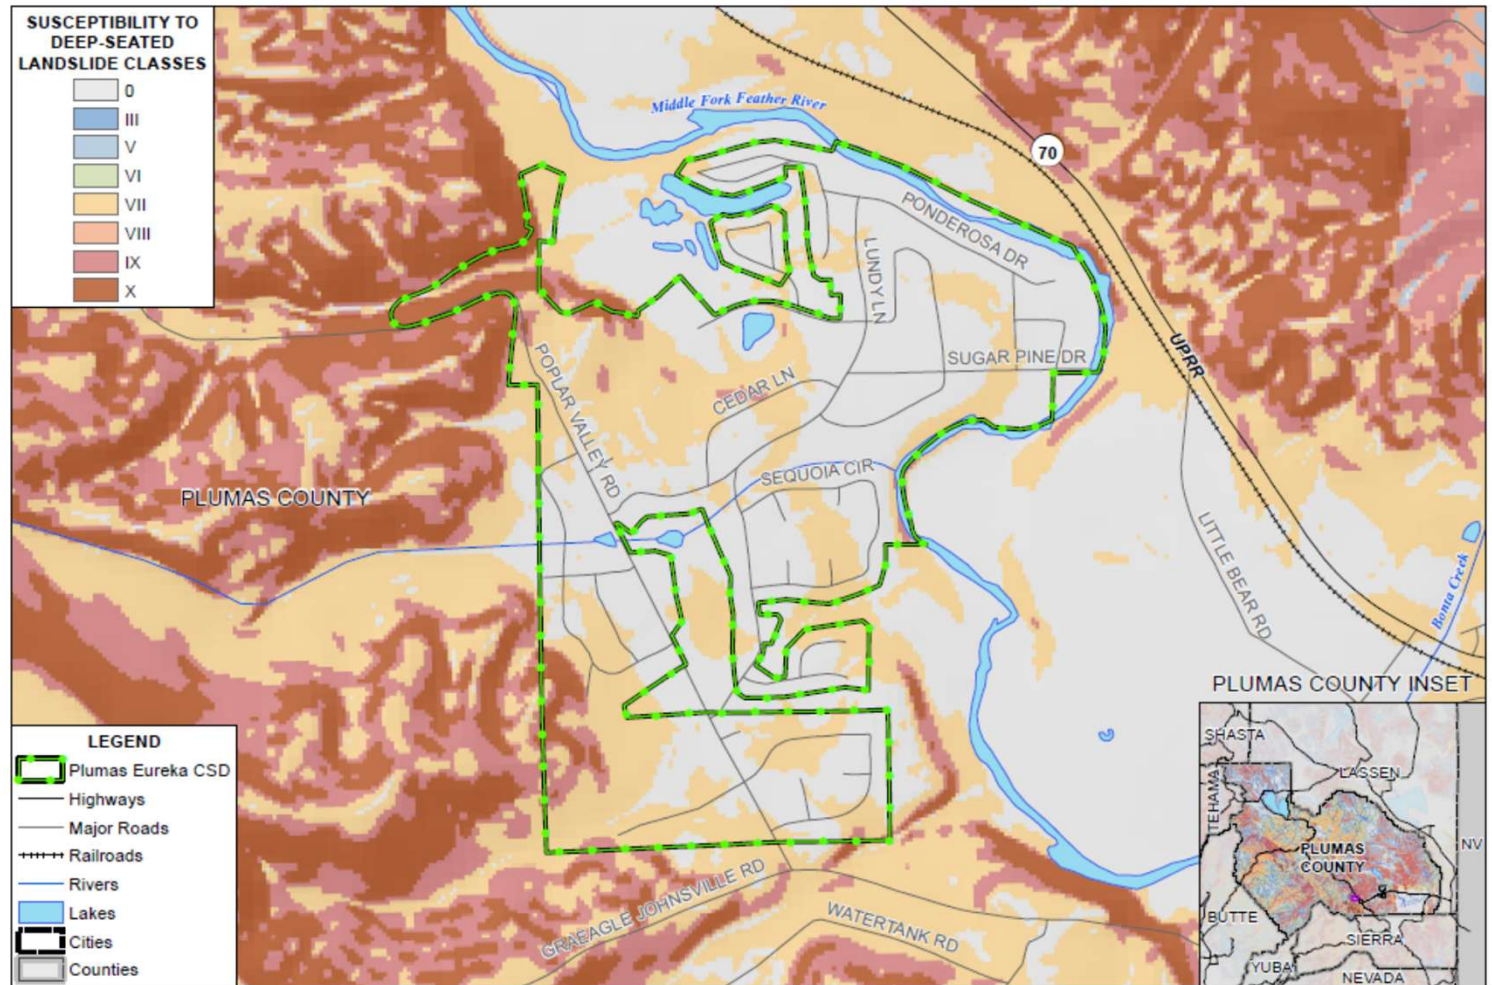 SUSCEPTIBILITY TO
DEEP-SEATED
LANDSLIDE CLASSES
0
III
V
VI
VII
VIII
IX
X
Middle Fork Feather River
70
PONDEROSA DR
LUNDY LN
SUGAR PINE DR
UPRR
POPLAR VALLEY RD
CEDAR LN
SEQUOIA CIR
PLUMAS COUNTY
LITTLE BEAR RD
Bonta Creek
GRAEAGLE JOHNSVILLE RD
WATERTANK RD
LEGEND
Plumas Eureka CSD
Highways
Major Roads
Railroads
Rivers
Lakes
Cities
Counties
PLUMAS COUNTY INSET
SHASTA
LASSEN
TEHAMA
PLUMAS
COUNTY
NV
BUTTE
SIERRA
YUBA
NEVADA